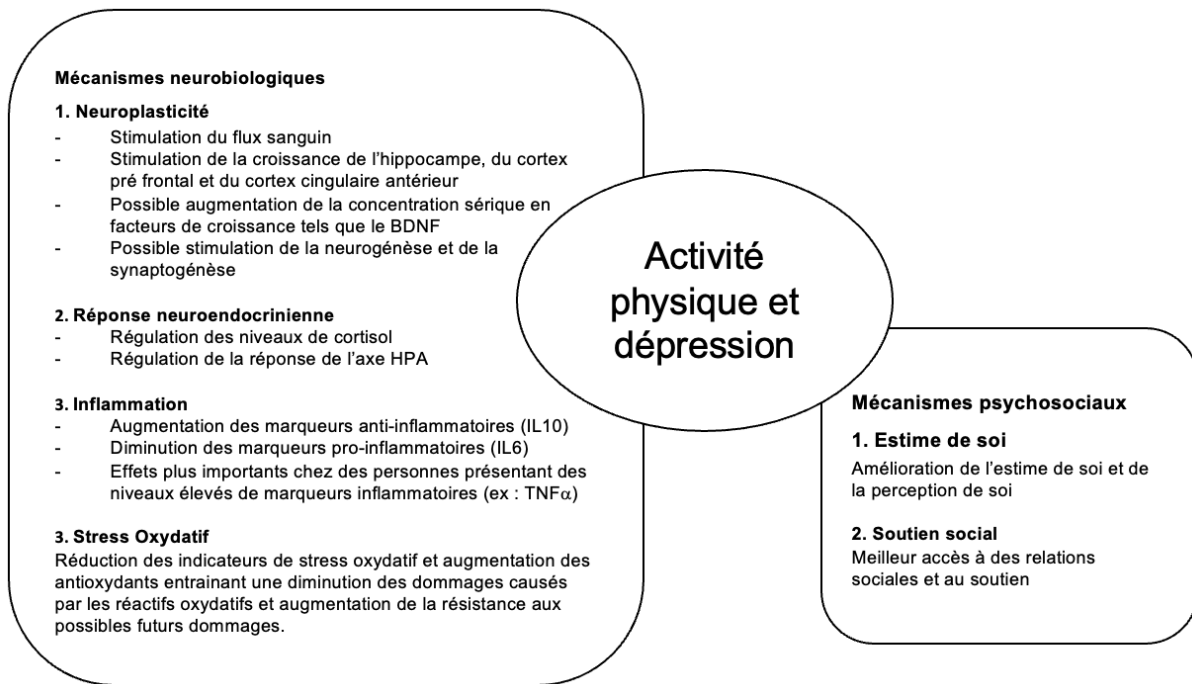 Mécanismes neurobiologiques
1. Neuroplasticité
- Stimulation du flux sanguin
- Stimulation de la croissance de l'hippocampe, du cortex
pré frontal et du cortex cingulaire antérieur
- Possible augmentation de la concentration sérique en
facteurs de croissance tels que le BDNF
- Possible stimulation de la neurogénèse et de la
synaptogénèse
2. Réponse neuroendocrinienne
- Régulation des niveaux de cortisol
- Régulation de la réponse de l'axe HPA
3. Inflammation
- Augmentation des marqueurs anti-inflammatoires (IL10)
- Diminution des marqueurs pro-inflammatoires (IL6)
- Effets plus importants chez des personnes présentant des
niveaux élevés de marqueurs inflammatoires (ex : TNFα)
3. Stress Oxydatif
Réduction des indicateurs de stress oxydatif et augmentation des
antioxydants entrainant une diminution des dommages causés
par les réactifs oxydatifs et augmentation de la résistance aux
possibles futurs dommages.
Activité
physique et
dépression
Mécanismes psychosociaux
1. Estime de soi
Amélioration de l'estime de soi et de
la perception de soi
2. Soutien social
Meilleur accès à des relations
sociales et au soutien